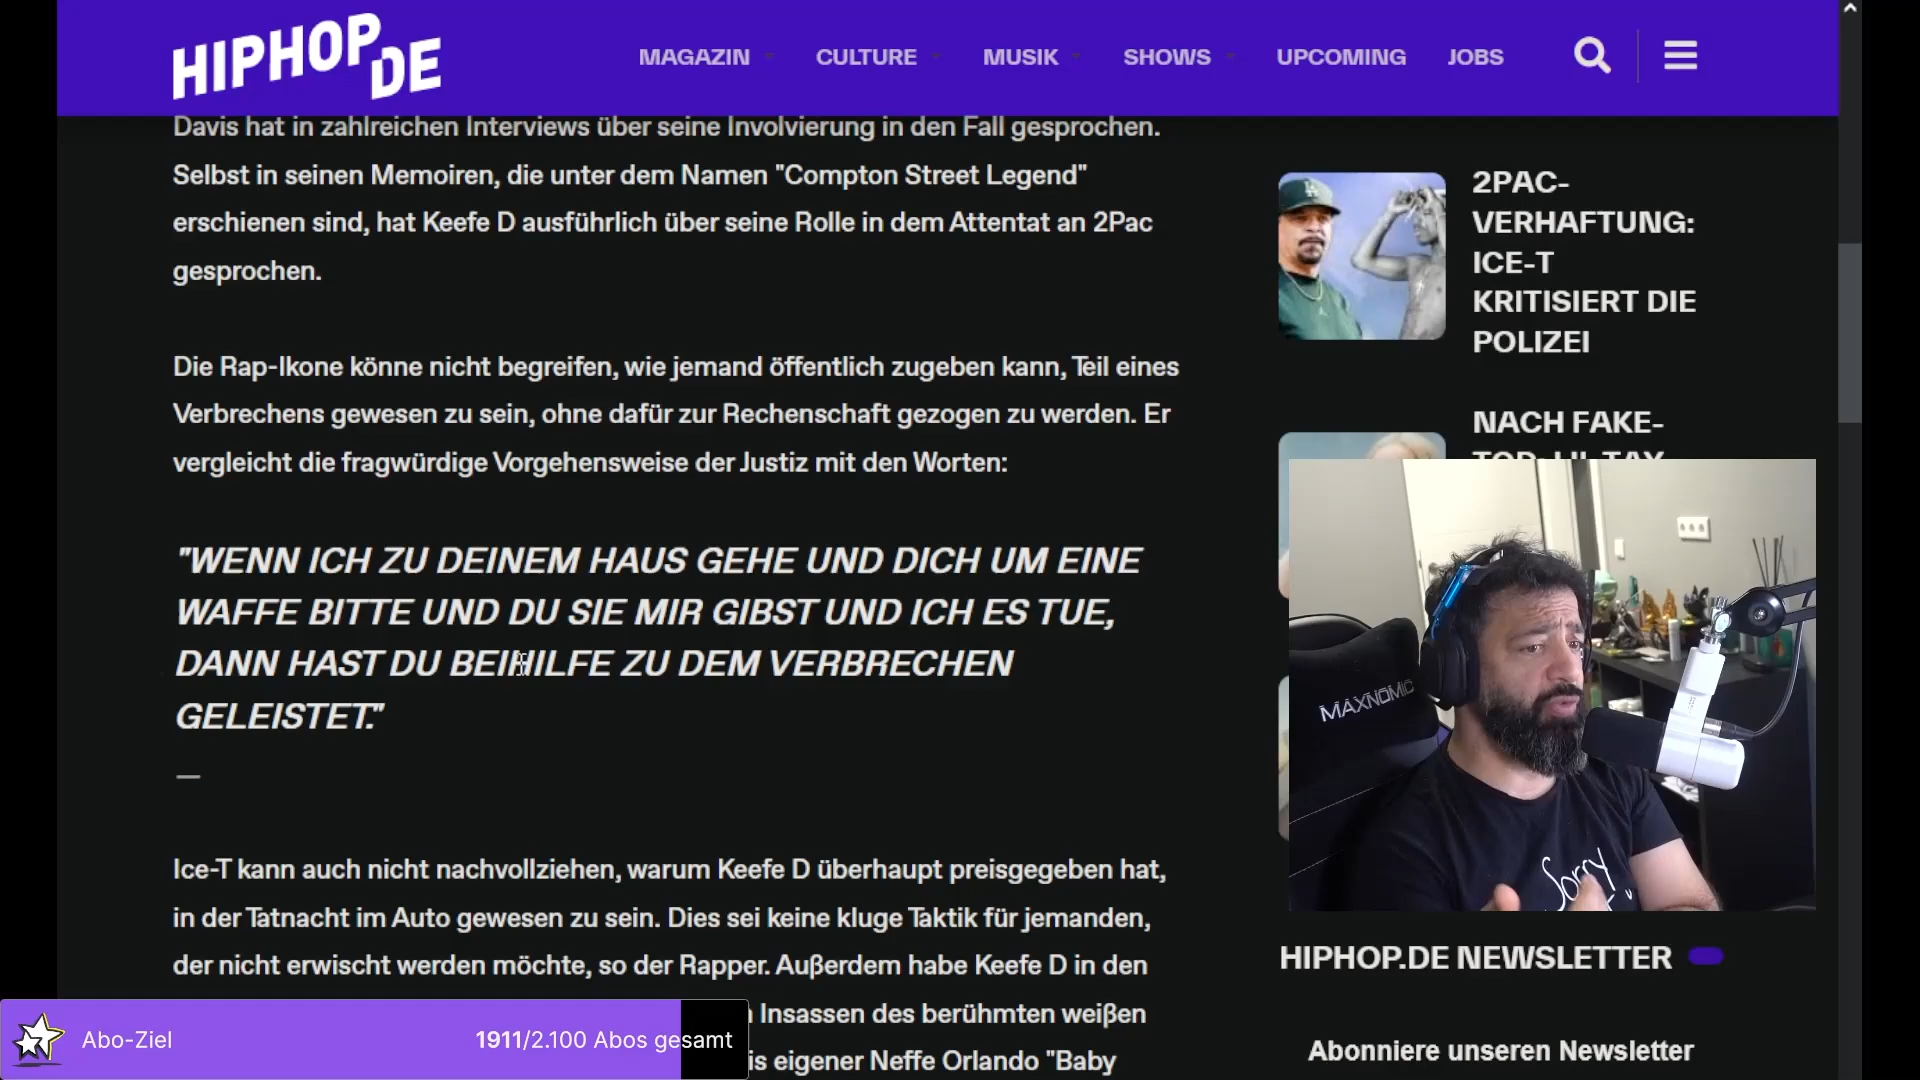 HIPHOP.DE
MAGAZIN CULTURE MUSIK SHOWS UPCOMING JOBS
Davis hat in zahlreichen Interviews über seine Involvierung in den Fall gesprochen.
Selbst in seinen Memoiren, die unter dem Namen "Compton Street Legend"
erschienen sind, hat Keefe D ausführlich über seine Rolle in dem Attentat an 2Pac
gesprochen.
Die Rap-Ikone könne nicht begreifen, wie jemand öffentlich zugeben kann, Teil eines
Verbrechens gewesen zu sein, ohne dafür zur Rechenschaft gezogen zu werden. Er
vergleicht die fragwürdige Vorgehensweise der Justiz mit den Worten:
"WENN ICH ZU DEINEM HAUS GEHE UND DICH UM EINE
WAFFE BITTE UND DU SIE MIR GIBST UND ICH ES TUE,
DANN HAST DU BEIHILFE ZU DEM VERBRECHEN
GELEISTET."
—
Ice-T kann auch nicht nachvollziehen, warum Keefe D überhaupt preisgegeben hat,
in der Tatnacht im Auto gewesen zu sein. Dies sei keine kluge Taktik für jemanden,
der nicht erwischt werden möchte, so der Rapper. Außerdem habe Keefe D in den
Insassen des berühmten weißen
eigener Neffe Orlando "Baby
2PAC-
VERHAFTUNG:
ICE-T
KRITISIERT DIE
POLIZEI
NACH FAKE-
TOD: LIL TAY
MAXNOMIC
Sorry
HIPHOP.DE NEWSLETTER
Abonniere unseren Newsletter
Abo-Ziel 1911/2.100 Abos gesamt